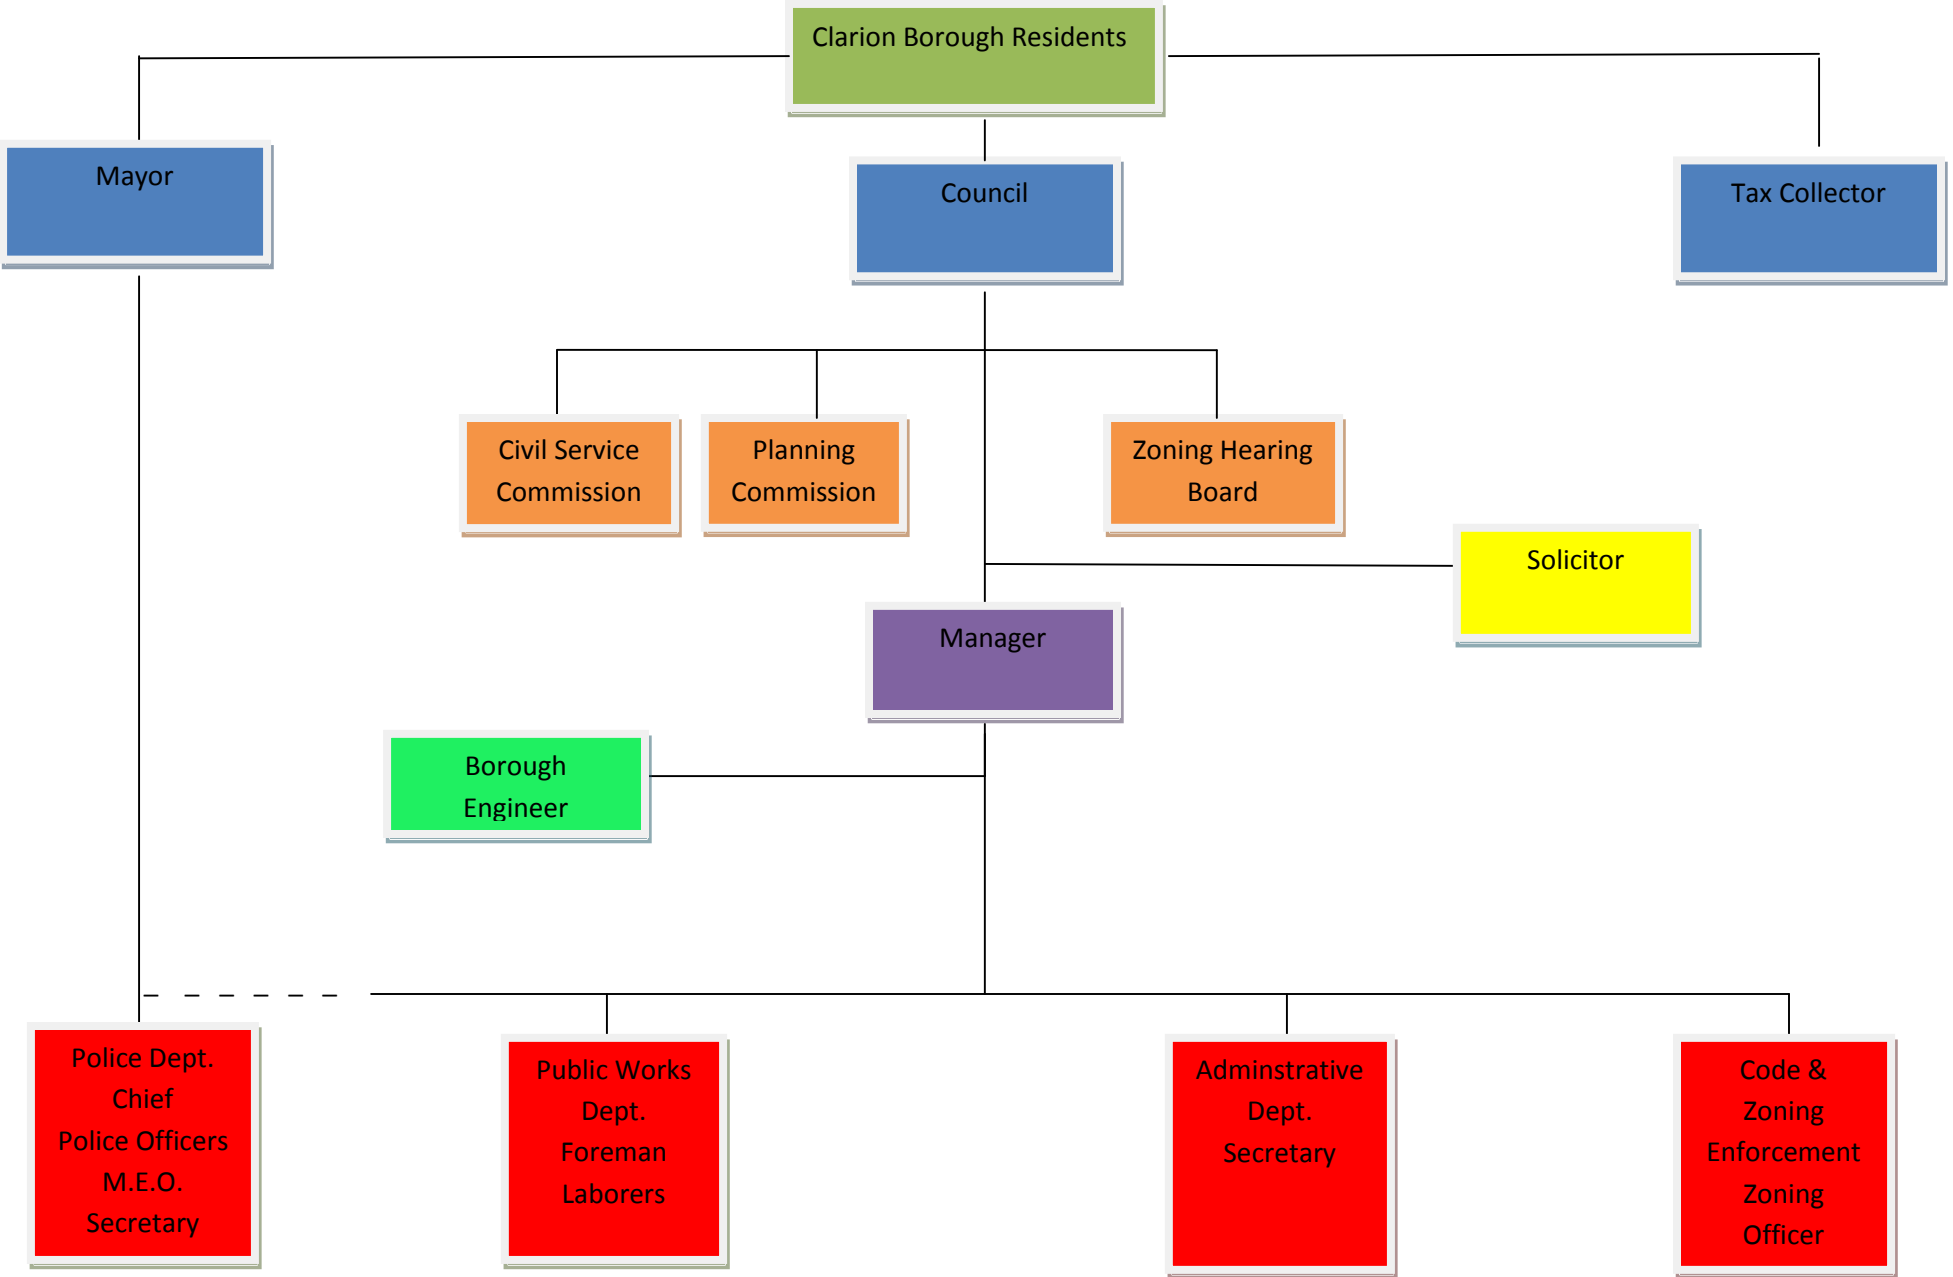 Clarion Borough Residents
Mayor
Council
Tax Collector
Civil Service
Commission
Planning
Commission
Zoning Hearing
Board
Solicitor
Manager
Borough
Engineer
Police Dept.
Chief
Police Officers
M.E.O.
Secretary
Public Works
Dept.
Foreman
Laborers
Adminstrative
Dept.
Secretary
Code &
Zoning
Enforcement
Zoning
Officer